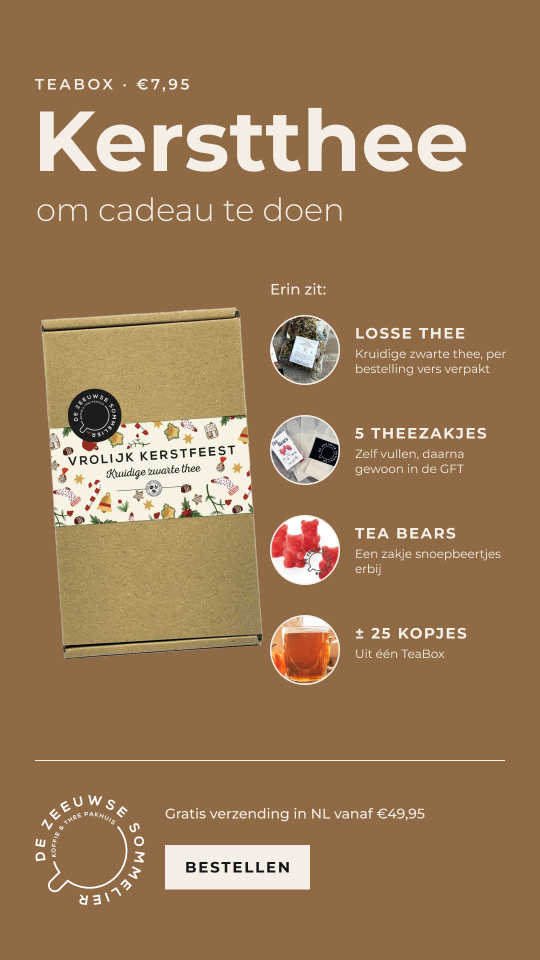 TEABOX · €7,95
Kerstthee
om cadeau te doen
Erin zit:
DE ZEEUWSE SOMMELIER
VROLIJK KERSTFEEST
Kruidige zwarte thee
LOSSE THEE
Kruidige zwarte thee, per
bestelling vers verpakt
5 THEEZAKJES
Zelf vullen, daarna
gewoon in de GFT
TEA BEARS
Een zakje snoepbeertjes
erbij
± 25 KOPJES
Uit één TeaBox
DE ZEEUWSE SOMMELIER
KOFFIE & THEE PAKHUIS
Gratis verzending in NL vanaf €49,95
BESTELLEN